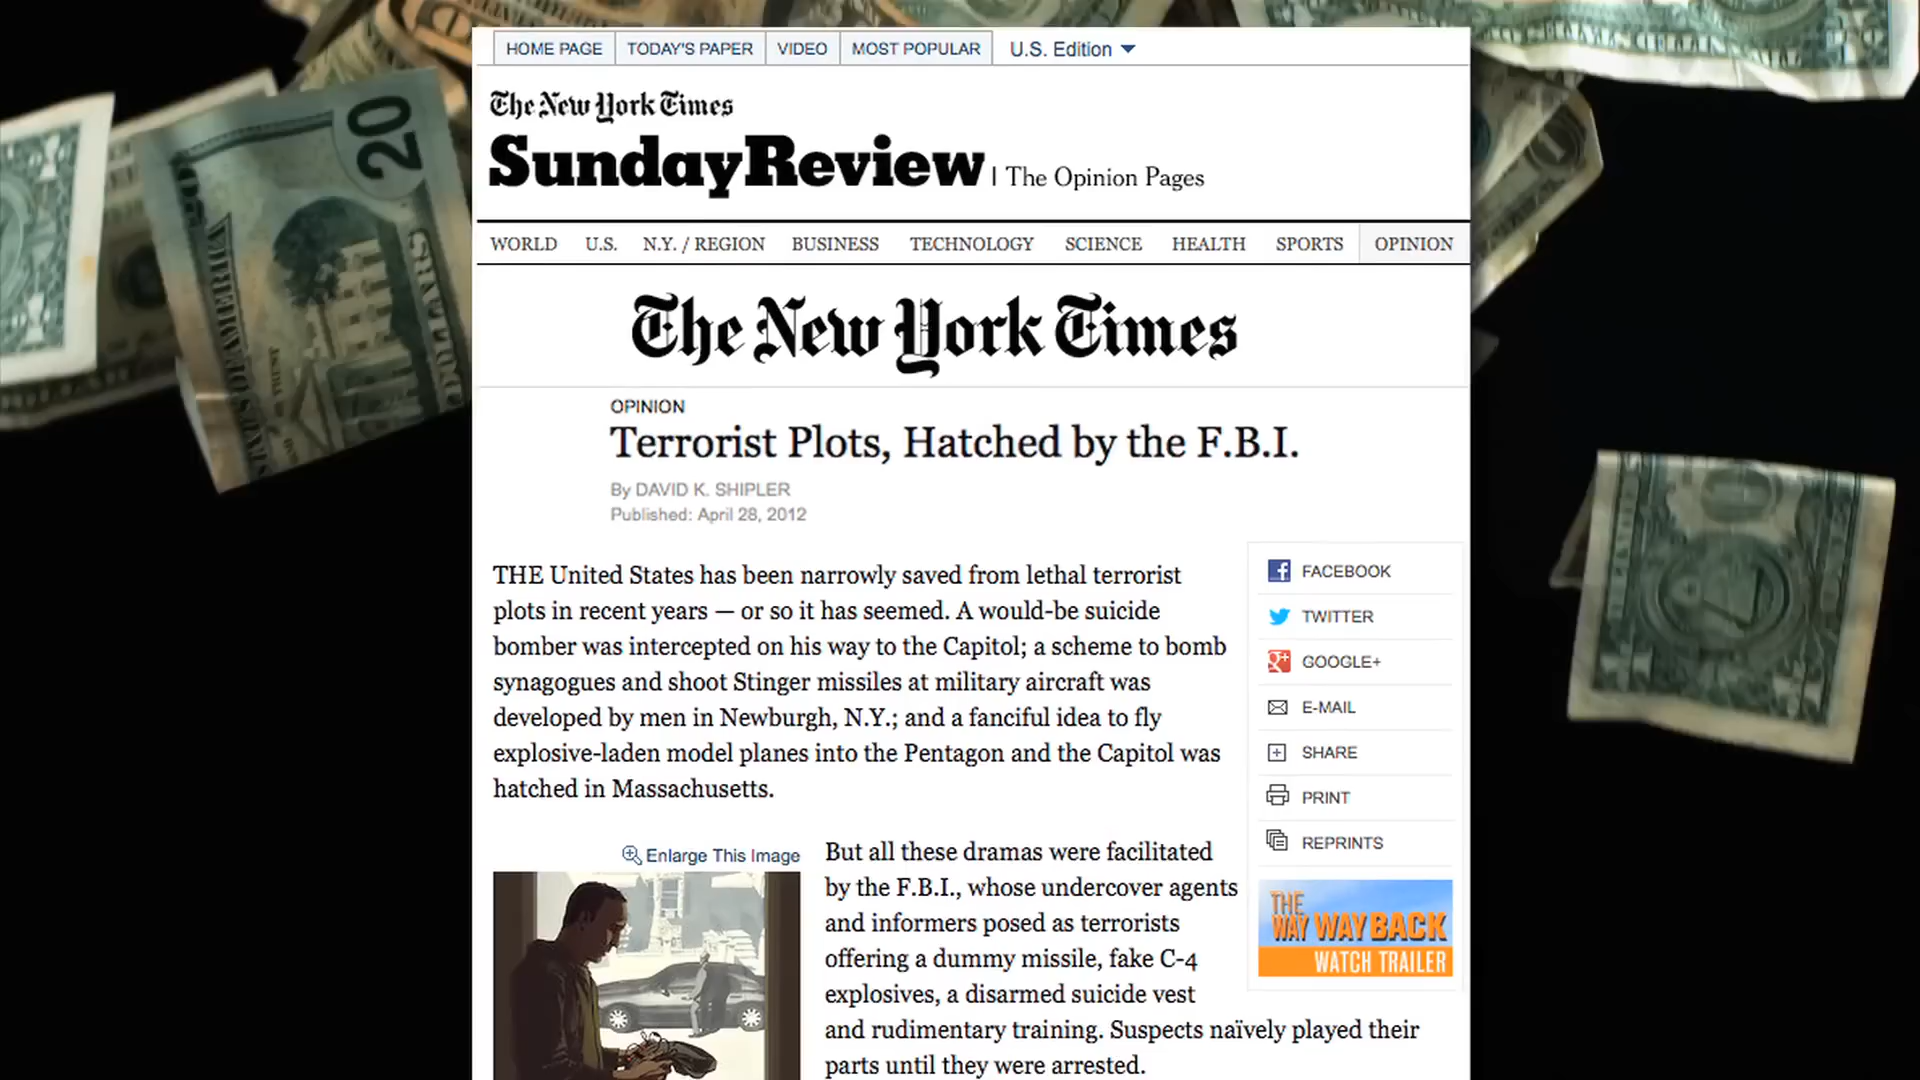 HOME PAGE TODAY'S PAPER VIDEO MOST POPULAR U.S. Edition
The New York Times
SundayReview | The Opinion Pages
WORLD U.S. N.Y. / REGION BUSINESS TECHNOLOGY SCIENCE HEALTH SPORTS OPINION
The New York Times
OPINION
Terrorist Plots, Hatched by the F.B.I.
By DAVID K. SHIPLER
Published: April 28, 2012
THE United States has been narrowly saved from lethal terrorist
plots in recent years — or so it has seemed. A would-be suicide
bomber was intercepted on his way to the Capitol; a scheme to bomb
synagogues and shoot Stinger missiles at military aircraft was
developed by men in Newburgh, N.Y.; and a fanciful idea to fly
explosive-laden model planes into the Pentagon and the Capitol was
hatched in Massachusetts.
Enlarge This Image
But all these dramas were facilitated
by the F.B.I., whose undercover agents
and informers posed as terrorists
offering a dummy missile, fake C-4
explosives, a disarmed suicide vest
and rudimentary training. Suspects naïvely played their
parts until they were arrested.
FACEBOOK
TWITTER
GOOGLE+
E-MAIL
SHARE
PRINT
REPRINTS
THE
WAY WAY BACK
WATCH TRAILER
20